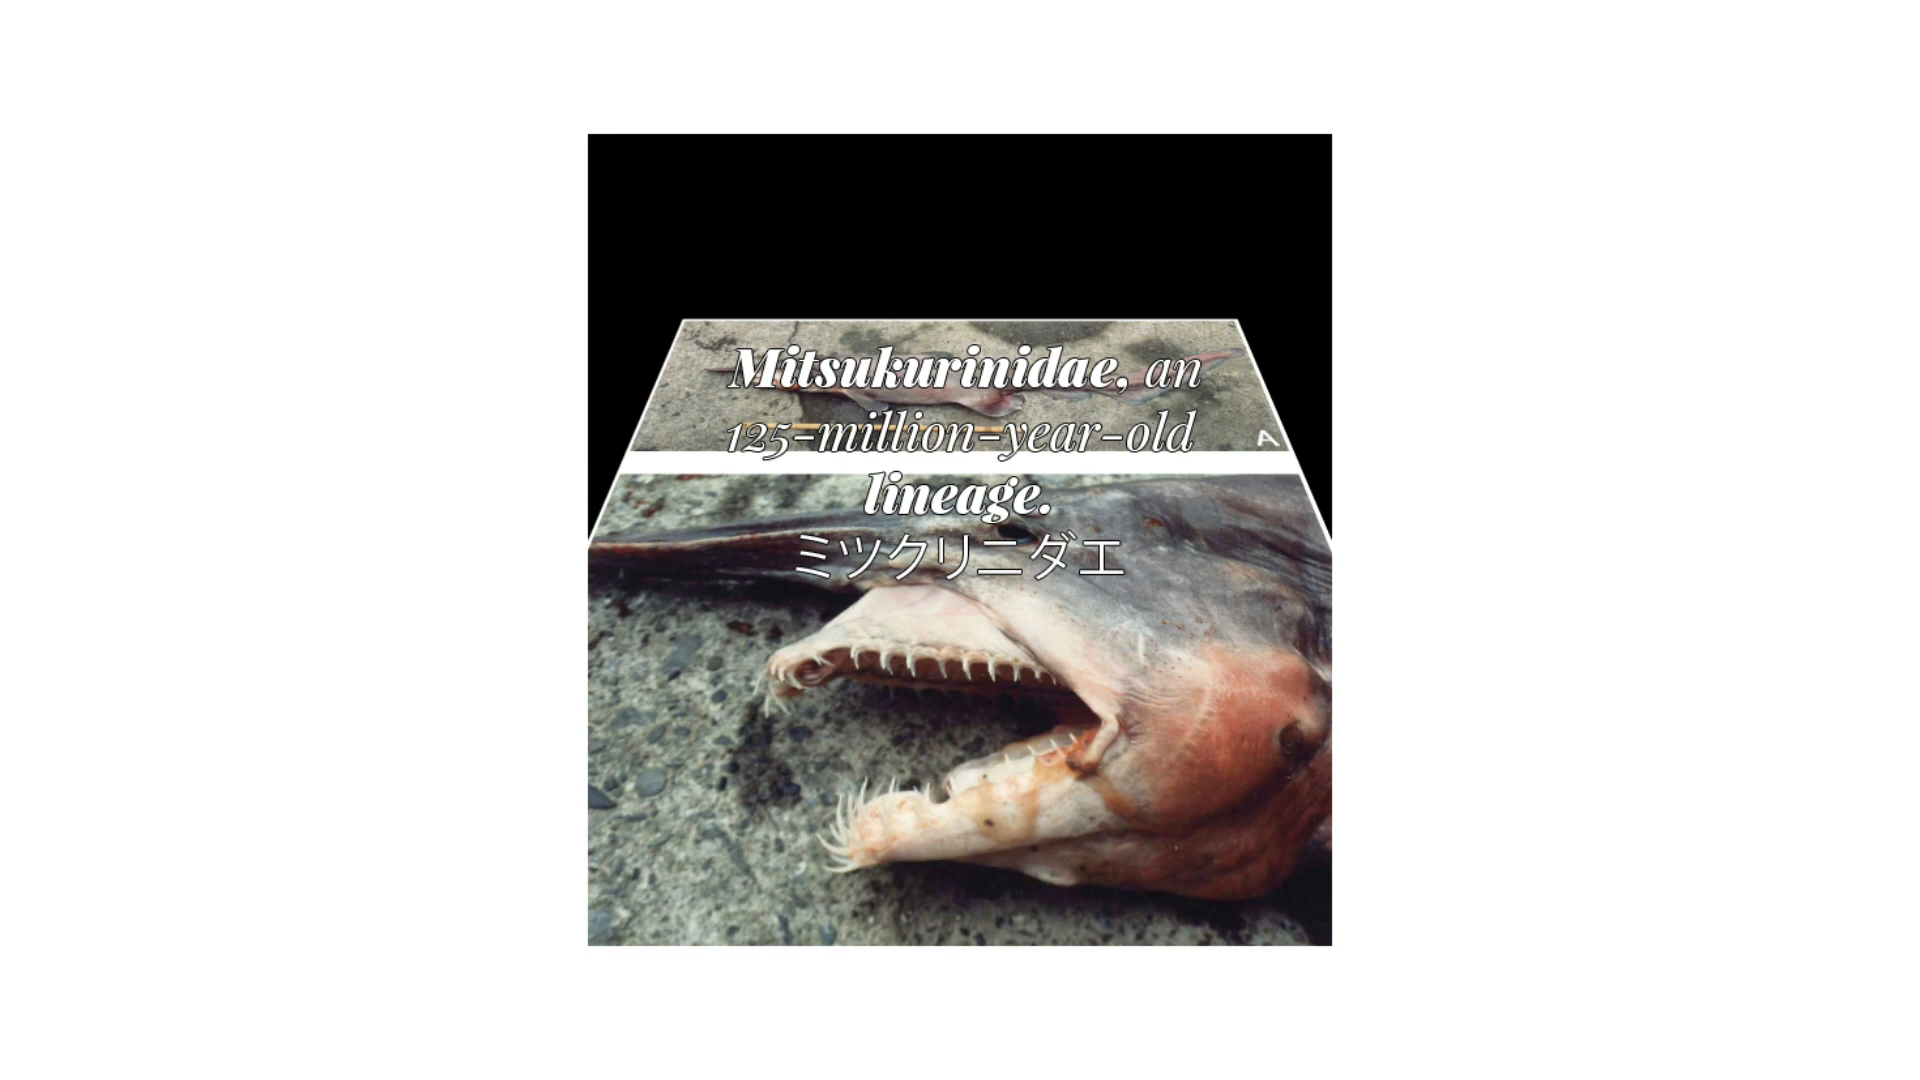 Mitsukurinidae, an
125-million-year-old
A
lineage.
ミツクリニダエ